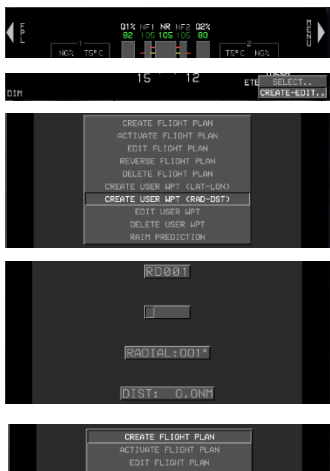 Q1% NF1 NR NF2 Q2%
82 105 105 105 80
FPL
MENU
1
2
NG% T5°C
T5°C NG%
15 12
ETE
SELECT..
DIM
CREATE-EDIT..
CREATE FLIGHT PLAN
ACTIVATE FLIGHT PLAN
EDIT FLIGHT PLAN
REVERSE FLIGHT PLAN
DELETE FLIGHT PLAN
CREATE USER WPT (LAT-LON)
CREATE USER WPT (RAD-DST)
EDIT USER WPT
DELETE USER WPT
RAIM PREDICTION
RD001
RADIAL:001°
DIST: 0.0NM
CREATE FLIGHT PLAN
ACTIVATE FLIGHT PLAN
EDIT FLIGHT PLAN